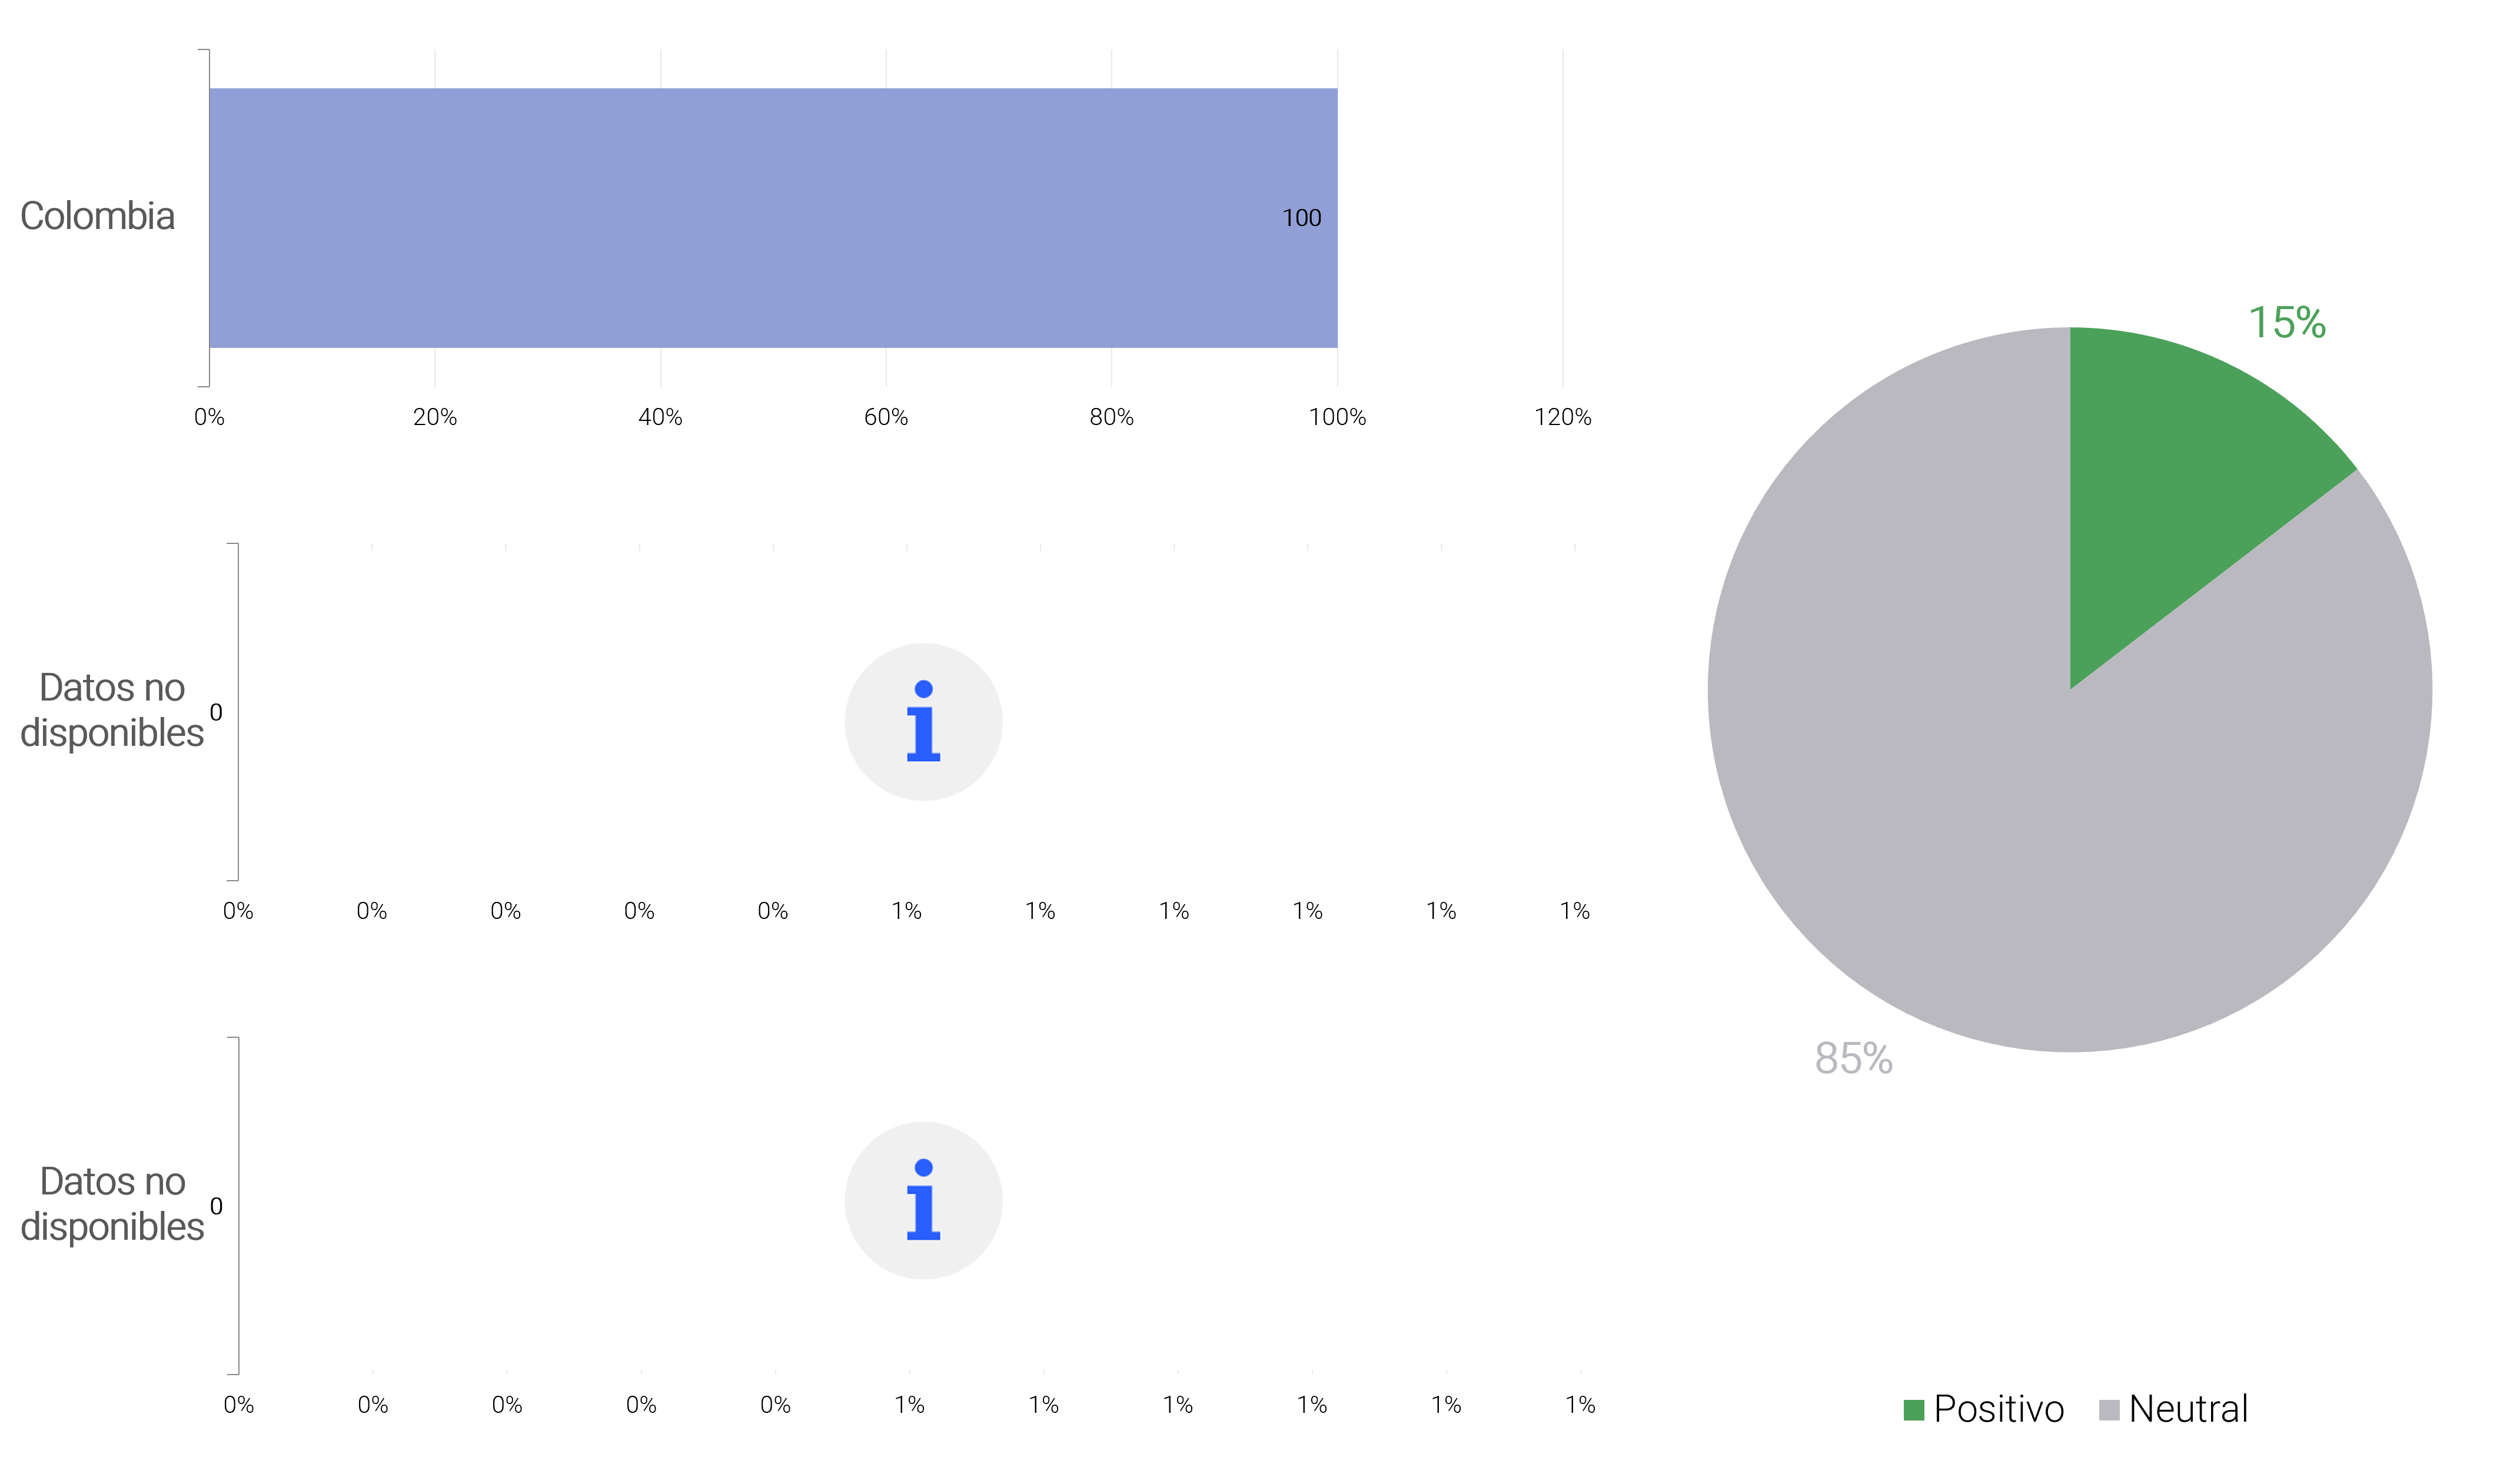 Colombia
100
0% 20% 40% 60% 80% 100% 120%
Datos no
disponibles
0
0% 0% 0% 0% 0% 1% 1% 1% 1% 1% 1%
Datos no
disponibles
0
0% 0% 0% 0% 0% 1% 1% 1% 1% 1% 1%
15%
85%
Positivo Neutral